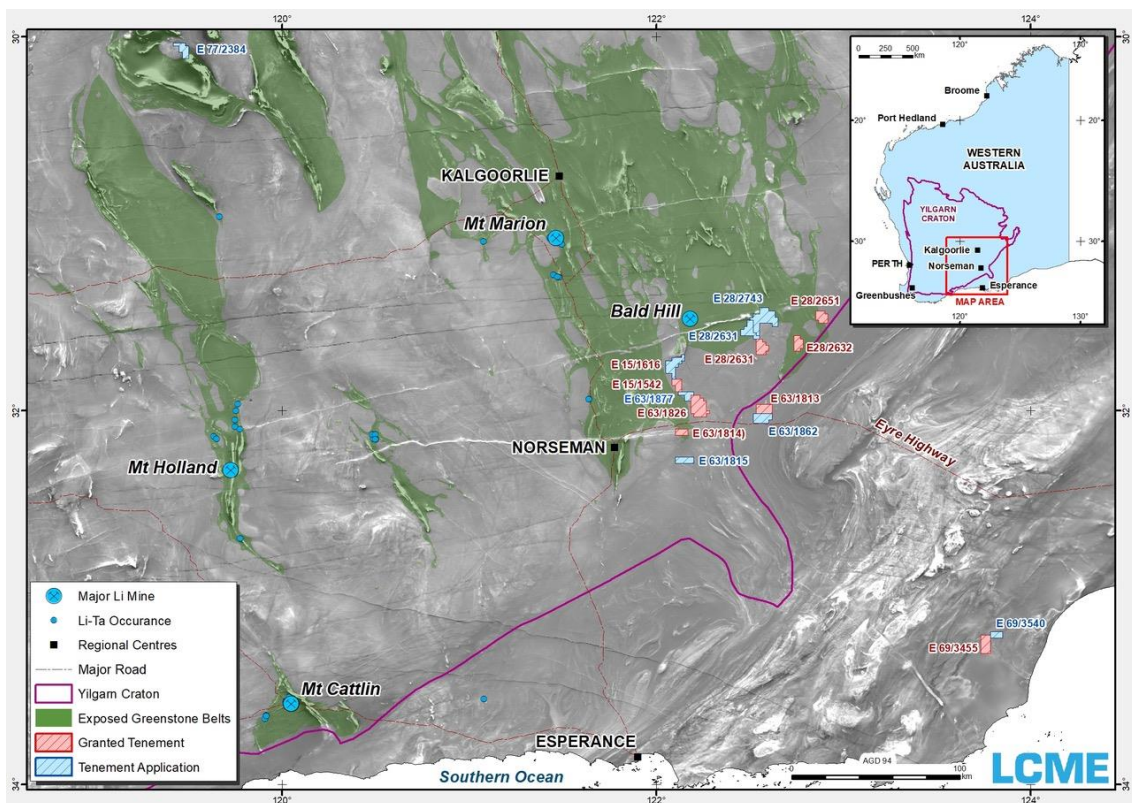 120°
122°
124°
30°
30°
E 77/2384
KALGOORLIE
Mt Marion
Bald Hill
E 28/2743
E 28/2651
E 28/2631
E 28/2631
E28/2632
E 15/1616
E 15/1542
E 63/1877
E 63/1813
E 63/1826
E 63/1862
32°
32°
E 63/1814)
Eyre Highway
NORSEMAN
E 63/1815
Mt Holland
E 69/3540
E 69/3455
Mt Cattlin
ESPERANCE
Southern Ocean
34°
34°
120°
122°
124°
0 250 500
km
120°
130°
Broome
Port Hedland
20°
20°
WESTERN
AUSTRALIA
YILGARN
CRATON
30°
30°
Kalgoorlie
PERTH
Norseman
Greenbushes
Esperance
MAP AREA
120°
130°
Major Li Mine
Li-Ta Occurance
Regional Centres
Major Road
Yilgarn Craton
Exposed Greenstone Belts
Granted Tenement
Tenement Application
AGD 94
0 100
km
LCME